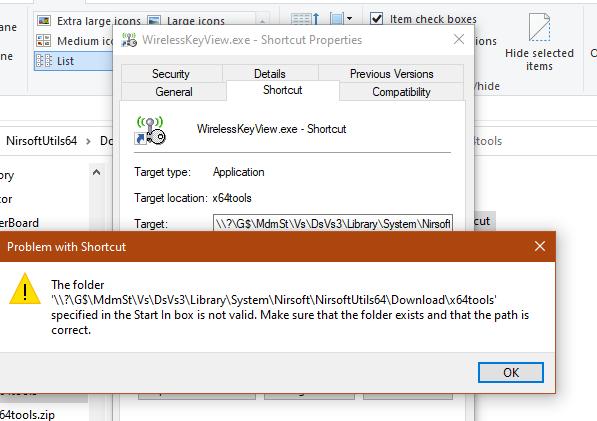 ane
Extra large icons
Large icons
Medium ico
List
ne
Item check boxes
Hide selected
items
/hide
WirelessKeyView.exe - Shortcut Properties
Security
Details
Previous Versions
General
Shortcut
Compatibility
WirelessKeyView.exe - Shortcut
Target type:
Application
Target location:
x64tools
Target:
\\?\G$\MdmSt\Vs\DsVs3\Library\System\Nirsoft
NirsoftUtils64
Do
4tools
ry
tor
erBoard
cut
Problem with Shortcut
The folder
'\\?\G$\MdmSt\Vs\DsVs3\Library\System\Nirsoft\NirsoftUtils64\Download\x64tools'
specified in the Start In box is not valid. Make sure that the folder exists and that the path is
correct.
OK
64tools.zip